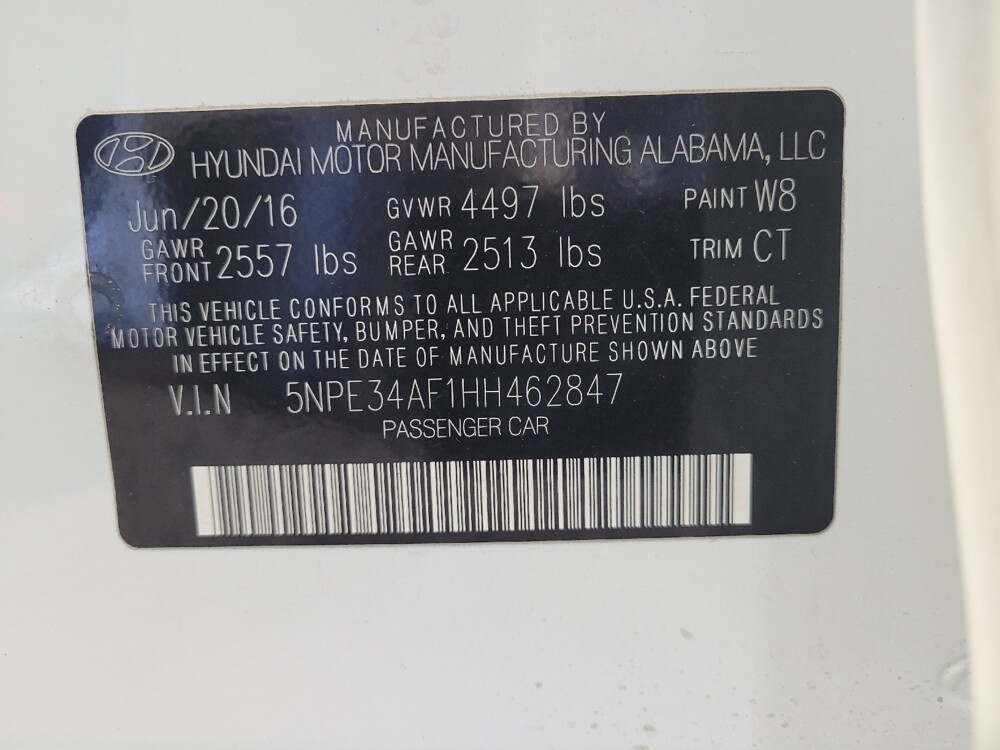 MANUFACTURED BY
HYUNDAI MOTOR MANUFACTURING ALABAMA, LLC
Jun/20/16 GVWR 4497 lbs PAINT W8
GAWR FRONT 2557 lbs GAWR REAR 2513 lbs TRIM CT
THIS VEHICLE CONFORMS TO ALL APPLICABLE U.S.A. FEDERAL
MOTOR VEHICLE SAFETY, BUMPER, AND THEFT PREVENTION STANDARDS
IN EFFECT ON THE DATE OF MANUFACTURE SHOWN ABOVE
V.I.N 5NPE34AF1HH462847
PASSENGER CAR